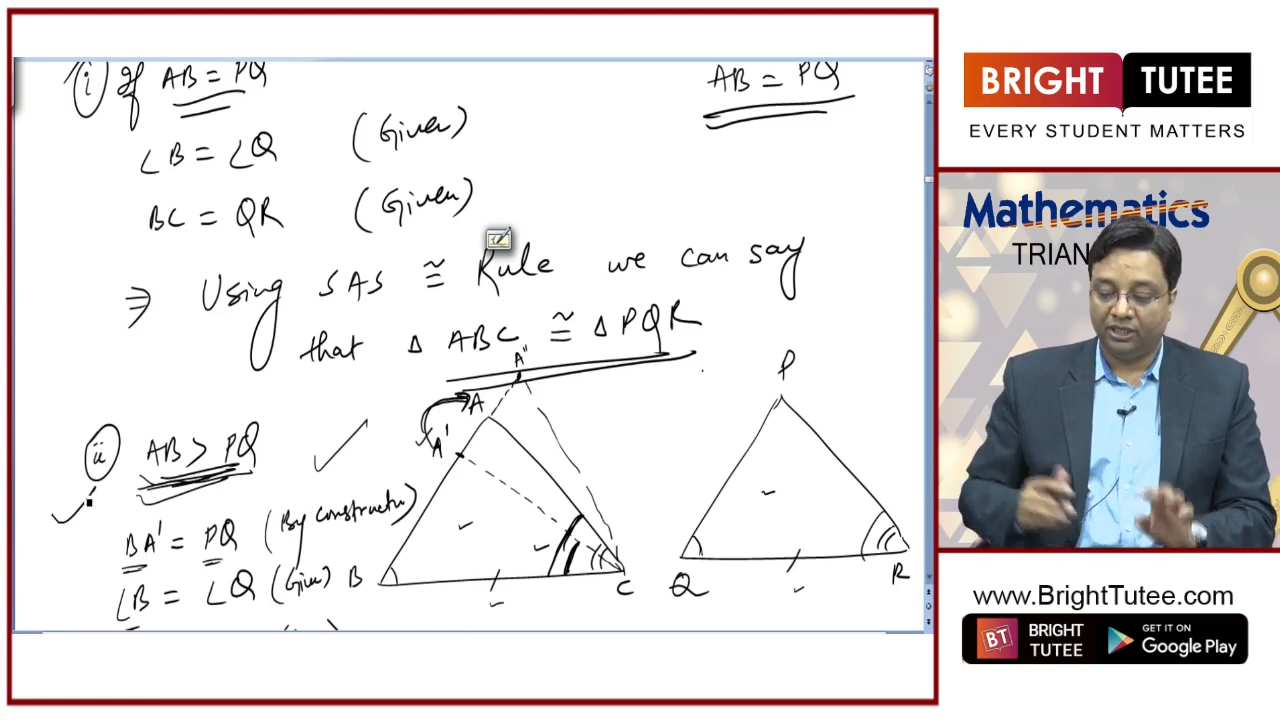 (i) If AB = PQ
AB = PQ
∠B = ∠Q (Given)
BC = QR (Given)
⇒ Using SAS ≅ Rule we can say
that Δ ABC ≅ Δ PQR
A"
A
A'
B
C
P
Q
R
(ii) AB > PQ
BA' = PQ (By constructn)
∠B = ∠Q (Given)
BRIGHT TUTEE
EVERY STUDENT MATTERS
Mathematics
TRIAN
www.BrightTutee.com
BT BRIGHT TUTEE
GET IT ON Google Play